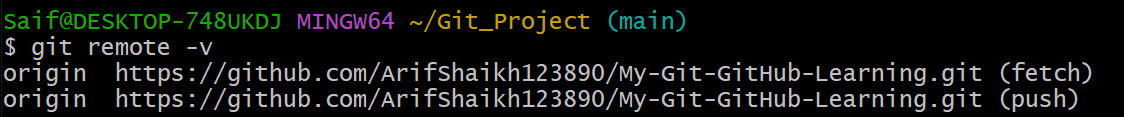 Saif@DESKTOP-748UKDJ MINGW64 ~/Git_Project (main)
$ git remote -v
origin  https://github.com/ArifShaikh123890/My-Git-GitHub-Learning.git (fetch)
origin  https://github.com/ArifShaikh123890/My-Git-GitHub-Learning.git (push)